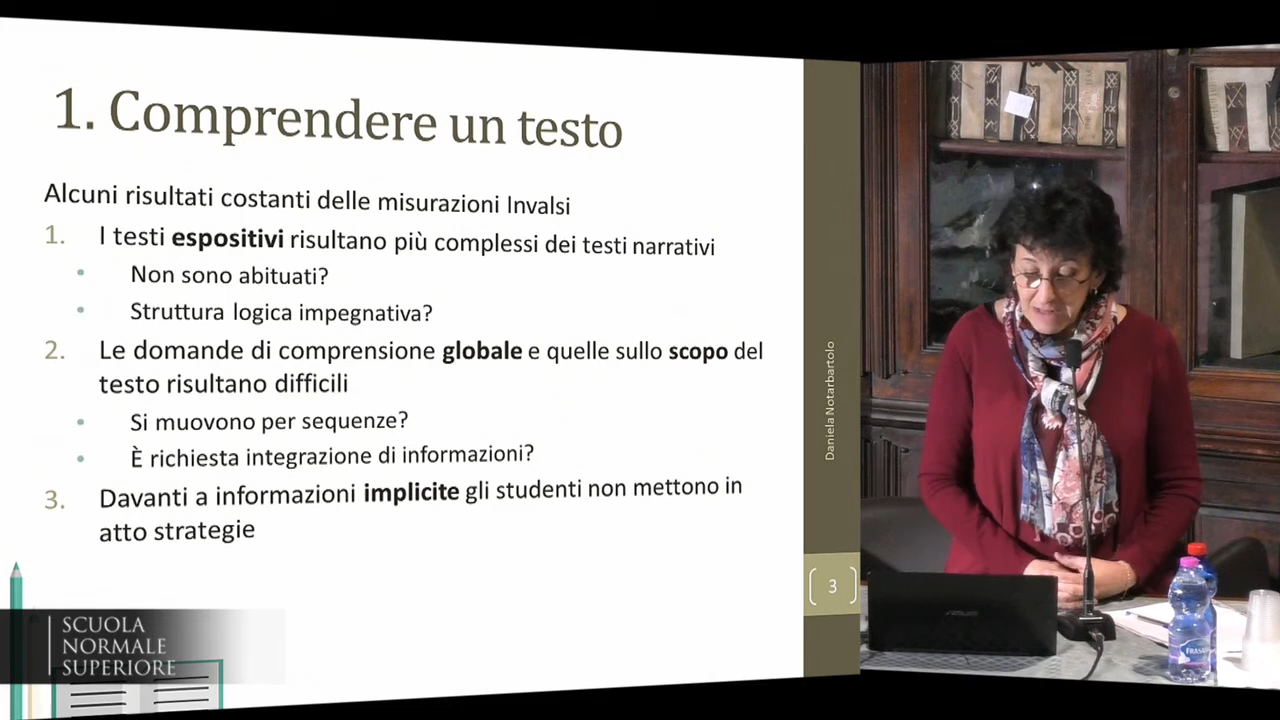 1. Comprendere un testo
Alcuni risultati costanti delle misurazioni Invalsi
1. I testi espositivi risultano più complessi dei testi narrativi
• Non sono abituati?
• Struttura logica impegnativa?
2. Le domande di comprensione globale e quelle sullo scopo del
testo risultano difficili
• Si muovono per sequenze?
• È richiesta integrazione di informazioni?
3. Davanti a informazioni implicite gli studenti non mettono in
atto strategie
Daniela Notarbartolo
3
SCUOLA
NORMALE
SUPERIORE
ASUS